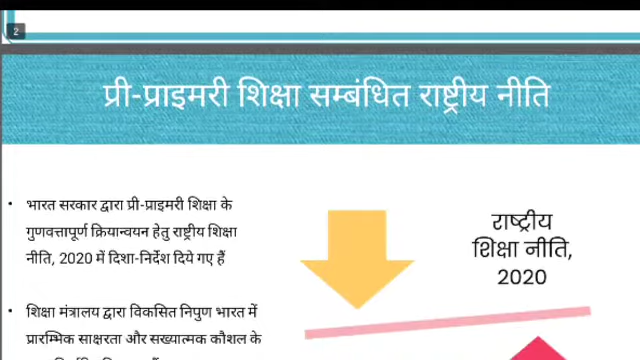 2
प्री-प्राइमरी शिक्षा सम्बंधित राष्ट्रीय नीति
• भारत सरकार द्वारा प्री-प्राइमरी शिक्षा के
गुणवत्तापूर्ण क्रियान्वयन हेतु राष्ट्रीय शिक्षा
नीति, 2020 में दिशा-निर्देश दिये गए हैं
• शिक्षा मंत्रालय द्वारा विकसित निपुण भारत में
प्रारम्भिक साक्षरता और सख्यात्मक कौशल के
राष्ट्रीय
शिक्षा नीति,
2020